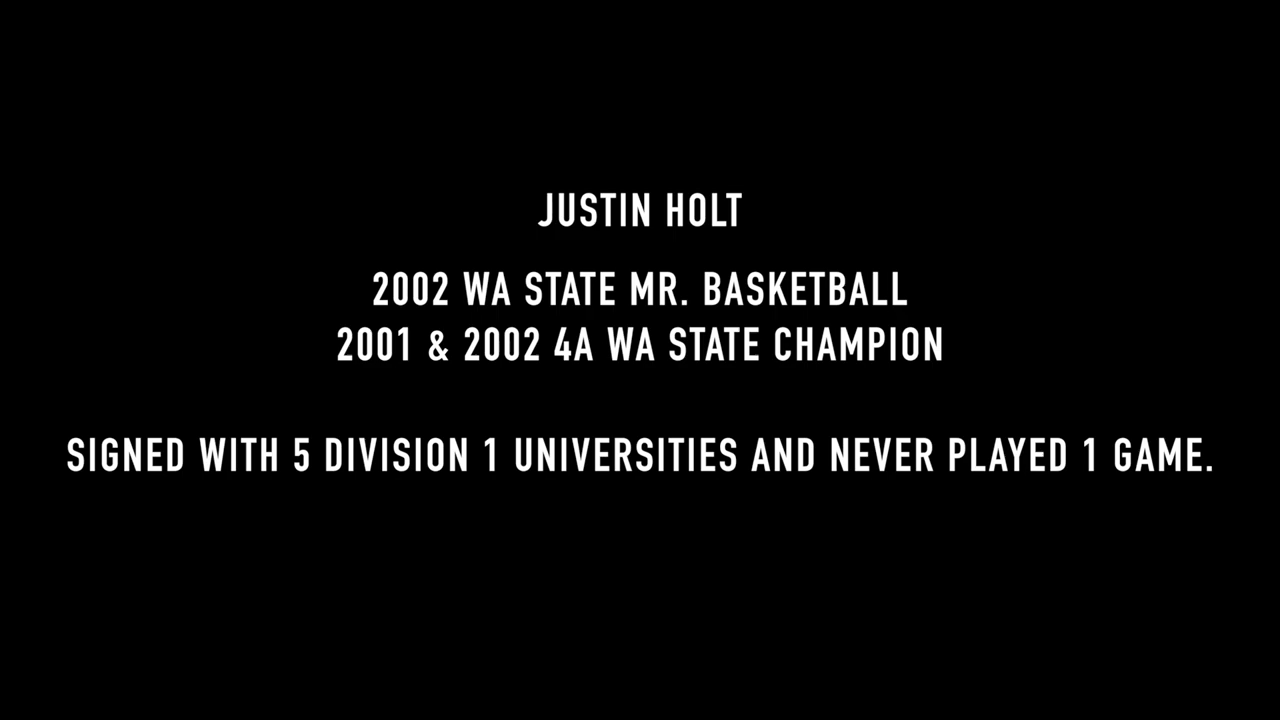 JUSTIN HOLT
2002 WA STATE MR. BASKETBALL
2001 & 2002 4A WA STATE CHAMPION
SIGNED WITH 5 DIVISION 1 UNIVERSITIES AND NEVER PLAYED 1 GAME.